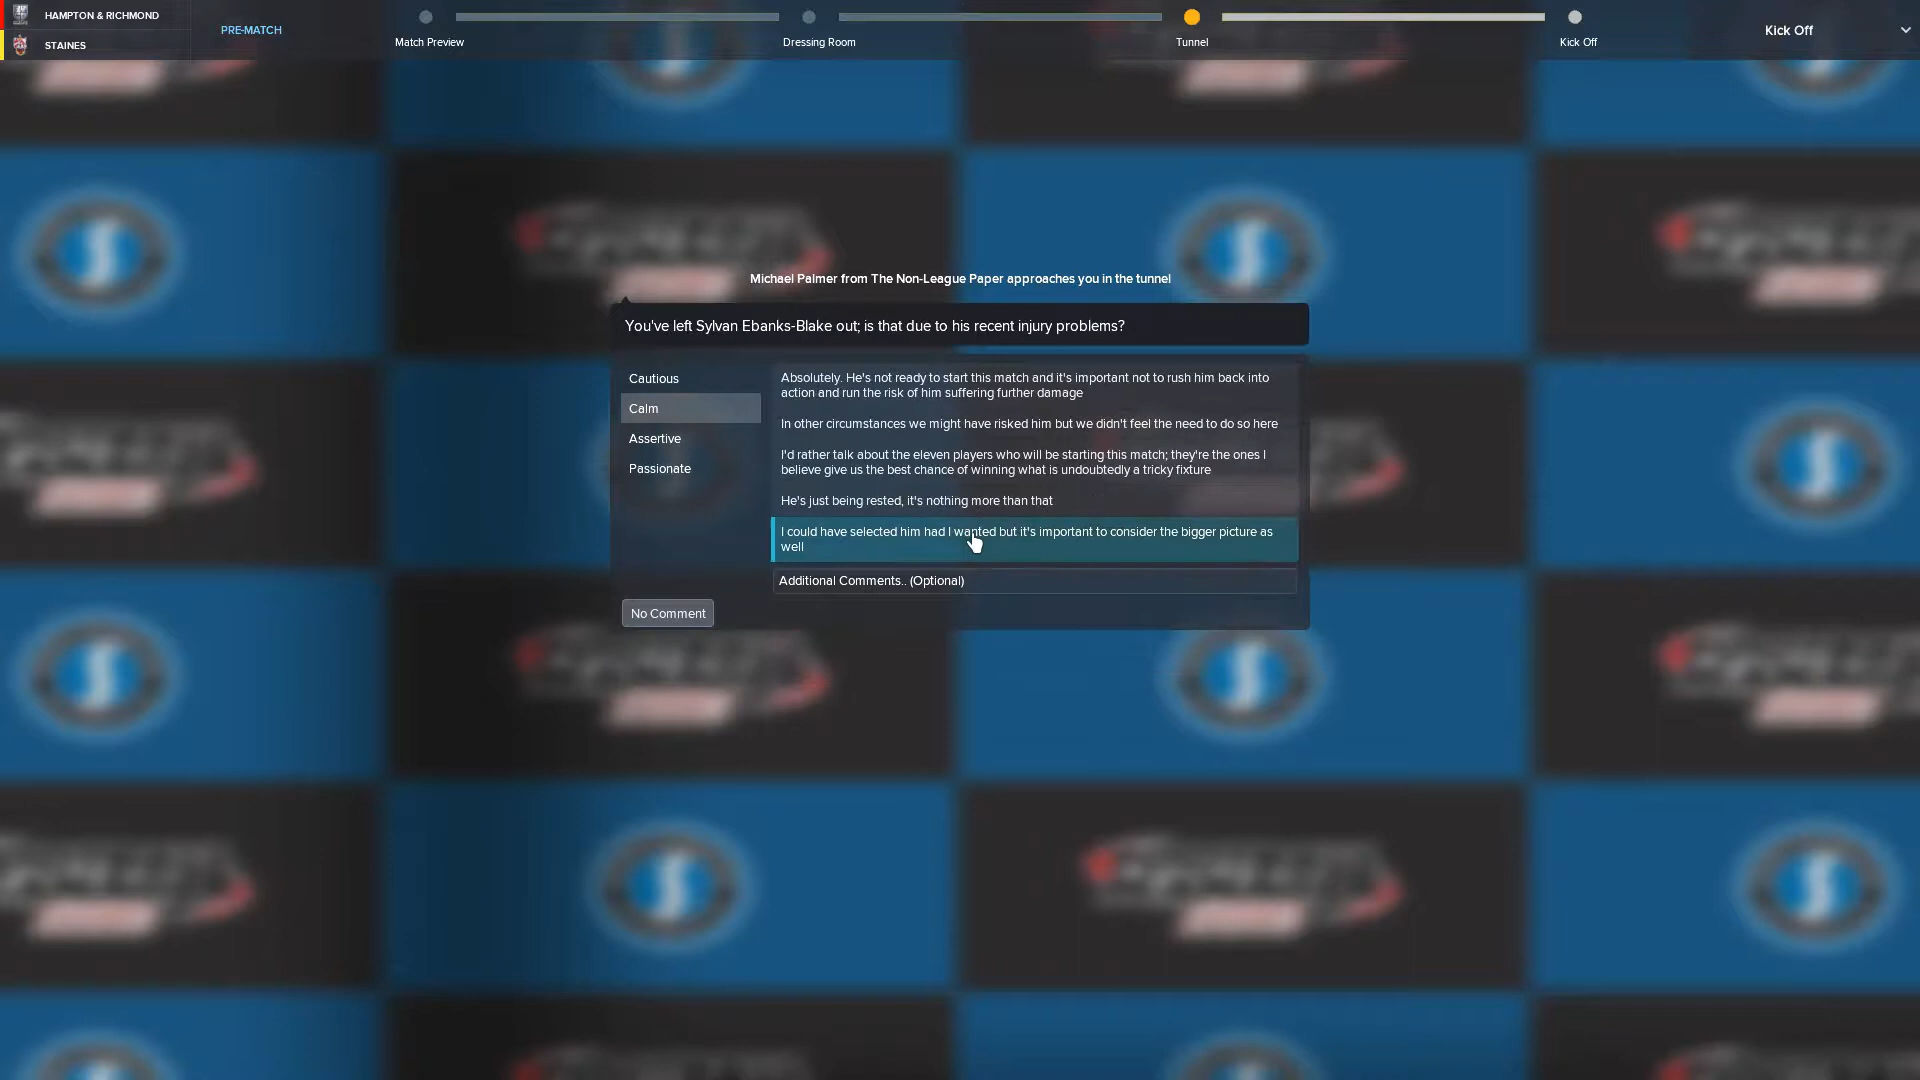 HAMPTON & RICHMOND
STAINES
PRE-MATCH
Match Preview
Dressing Room
Tunnel
Kick Off
Kick Off
Michael Palmer from The Non-League Paper approaches you in the tunnel
You've left Sylvan Ebanks-Blake out; is that due to his recent injury problems?
Cautious
Calm
Assertive
Passionate
Absolutely. He's not ready to start this match and it's important not to rush him back into
action and run the risk of him suffering further damage
In other circumstances we might have risked him but we didn't feel the need to do so here
I'd rather talk about the eleven players who will be starting this match; they're the ones I
believe give us the best chance of winning what is undoubtedly a tricky fixture
He's just being rested, it's nothing more than that
I could have selected him had I wanted but it's important to consider the bigger picture as
well
Additional Comments.. (Optional)
No Comment